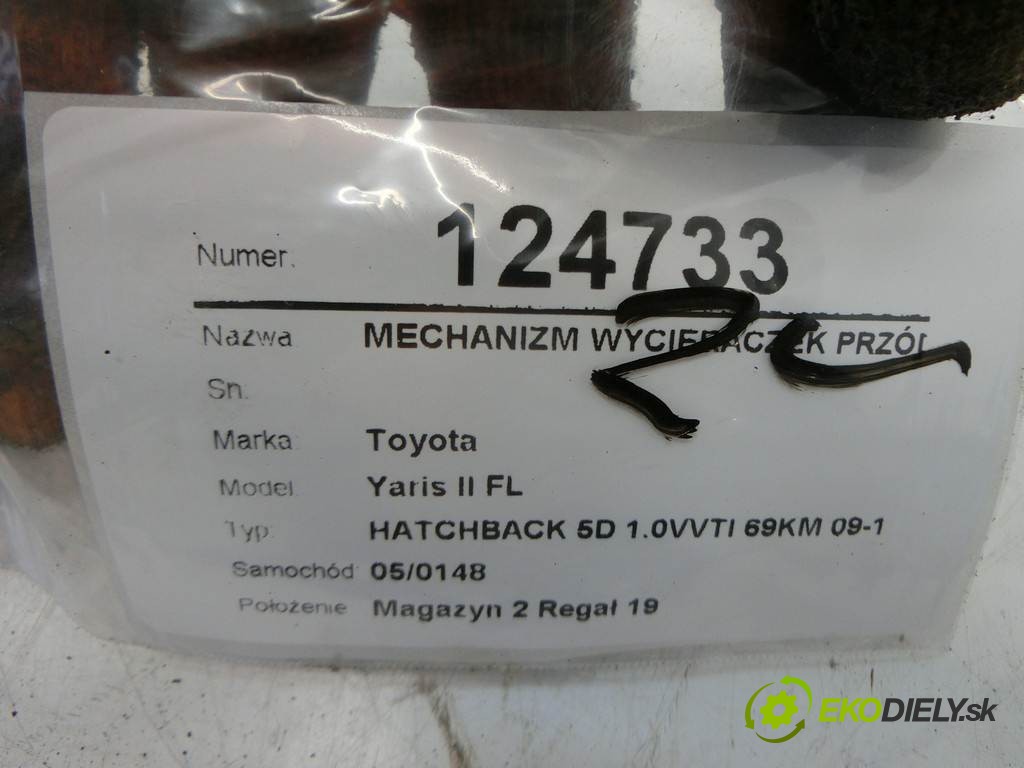 Numer. 124733
Nazwa MECHANIZM WYCIERACZEK PRZÓD
Sn.
Marka Toyota
Model Yaris II FL
Typ: HATCHBACK 5D 1.0VVTI 69KM 09-1
Samochód 05/0148
Położenie Magazyn 2 Regał 19
EKODIELY.sk